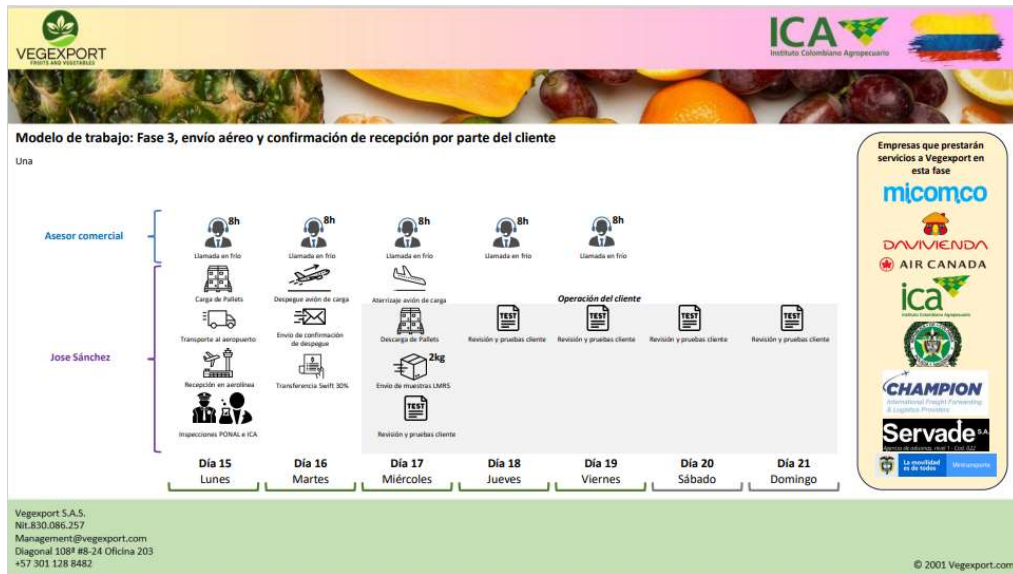 VEGEXPORT
FRUITS AND VEGETABLES
ICA
Instituto Colombiano Agropecuario
Modelo de trabajo: Fase 3, envío aéreo y confirmación de recepción por parte del cliente
Una
Empresas que prestarán
servicios a Vegexport en
esta fase
micomco
DAVIVIENDA
AIR CANADA
ica
Instituto Colombiano Agropecuario
CHAMPION
International Freight Forwarding
& Logistics Providers
Servade S.A.
La movilidad
es de todos
Mintransporte
Asesor comercial
8h
8h
8h
8h
8h
Llamada en frío
Llamada en frío
Llamada en frío
Llamada en frío
Llamada en frío
Jose Sánchez
Carga de Pallets
Despegue avión de carga
Aterrizaje avión de carga
Operación del cliente
TEST
TEST
TEST
TEST
Transporte al aeropuerto
Envío de confirmación
de despegue
Descarga de Pallets
Revisión y pruebas cliente
Revisión y pruebas cliente
Revisión y pruebas cliente
Revisión y pruebas cliente
2kg
Recepción en aerolínea
Transferencia Swift 30%
Envío de muestras LMRS
TEST
Inspecciones PONAL e ICA
Revisión y pruebas cliente
Día 15
Lunes
Día 16
Martes
Día 17
Miércoles
Día 18
Jueves
Día 19
Viernes
Día 20
Sábado
Día 21
Domingo
Vegexport S.A.S.
Nit.830.086.257
Management@vegexport.com
Diagonal 108ª #8-24 Oficina 203
+57 301 128 8482
© 2001 Vegexport.com